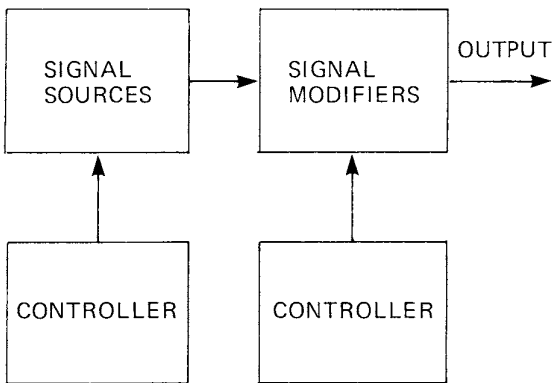 SIGNAL
SOURCES
SIGNAL
MODIFIERS
OUTPUT
CONTROLLER
CONTROLLER